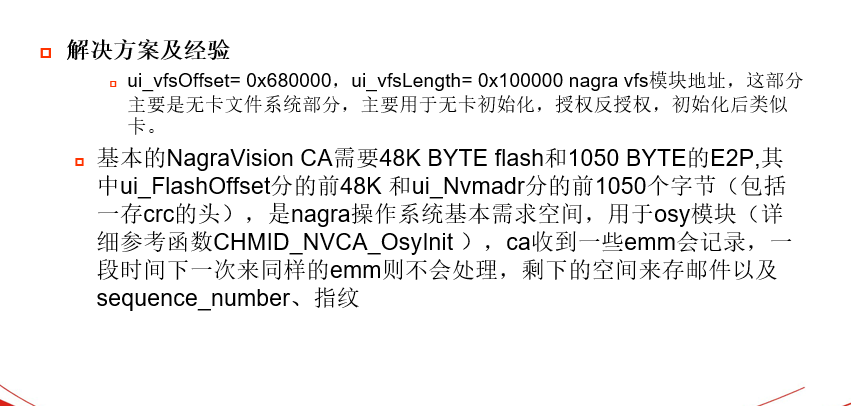 解决方案及经验
ui_vfsOffset= 0x680000，ui_vfsLength= 0x100000 nagra vfs模块地址，这部分
主要是无卡文件系统部分，主要用于无卡初始化，授权反授权，初始化后类似
卡。
基本的NagraVision CA需要48K BYTE flash和1050 BYTE的E2P,其
中ui_FlashOffset分的前48K 和ui_Nvmadr分的前1050个字节（包括
一存crc的头），是nagra操作系统基本需求空间，用于osy模块（详
细参考函数CHMID_NVCA_OsyInit ），ca收到一些emm会记录，一
段时间下一次来同样的emm则不会处理，剩下的空间来存邮件以及
sequence_number、指纹